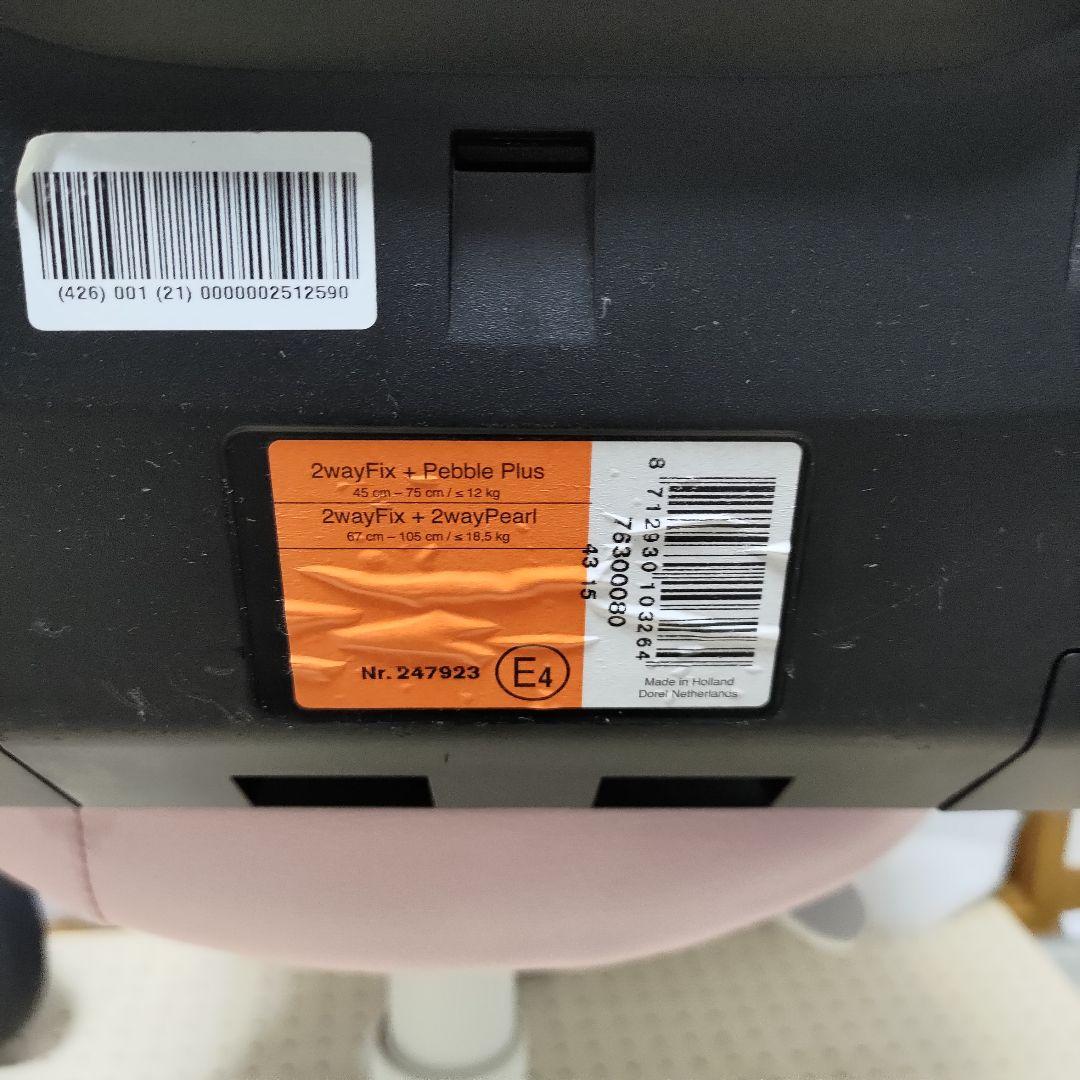 (426) 001 (21) 0000002512590
2wayFix + Pebble Plus
45 cm – 75 cm / ≤ 12 kg
2wayFix + 2wayPearl
67 cm – 105 cm / ≤ 18,5 kg
Nr. 247923 E4
43 15
76300080
8 712930 103264
Made in Holland
Dorel Netherlands